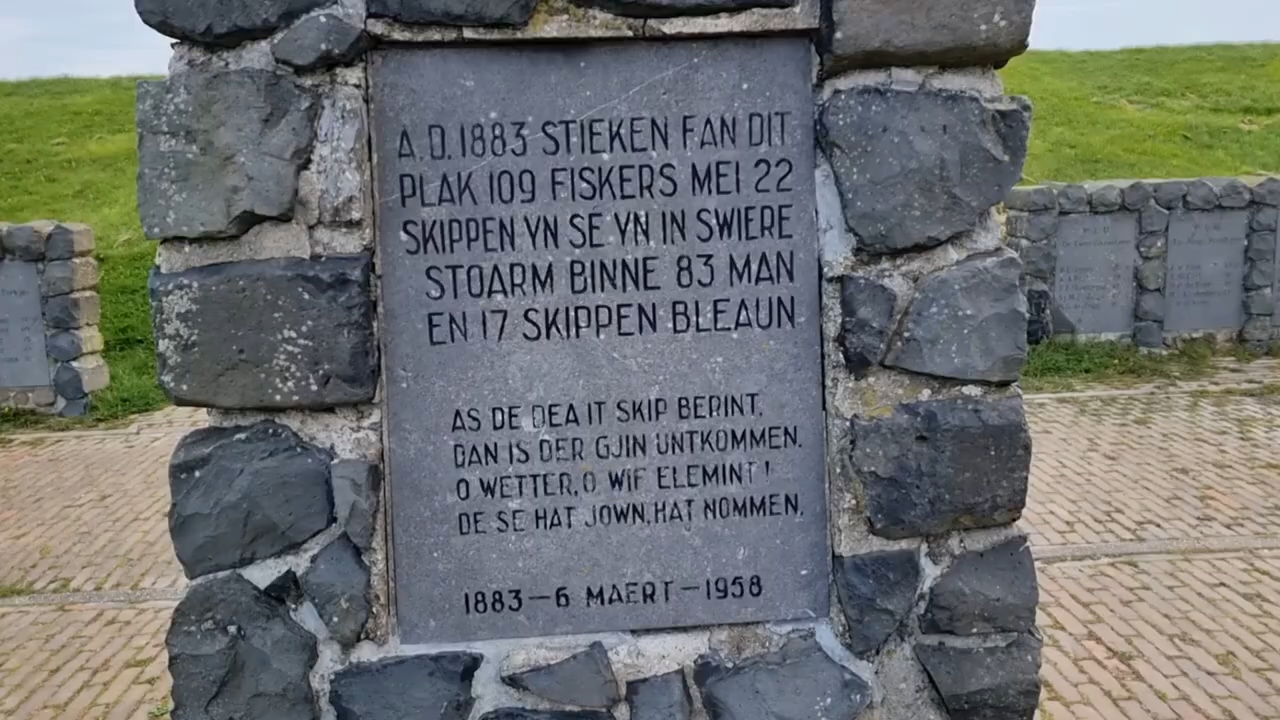 A.D. 1883 STIEKEN FAN DIT
PLAK 109 FISKERS MEI 22
SKIPPEN YN SÉ YN IN SWIERE
STOARM BINNE 83 MAN
EN 17 SKIPPEN BLEAUN
AS DE DEA IT SKIP BERINT,
DAN IS DER GJIN UNTKOMMEN.
O WETTER, O WIF ELEMINT!
DE SE HAT JOWN, HAT NOMMEN.
1883–6 MAERT–1958